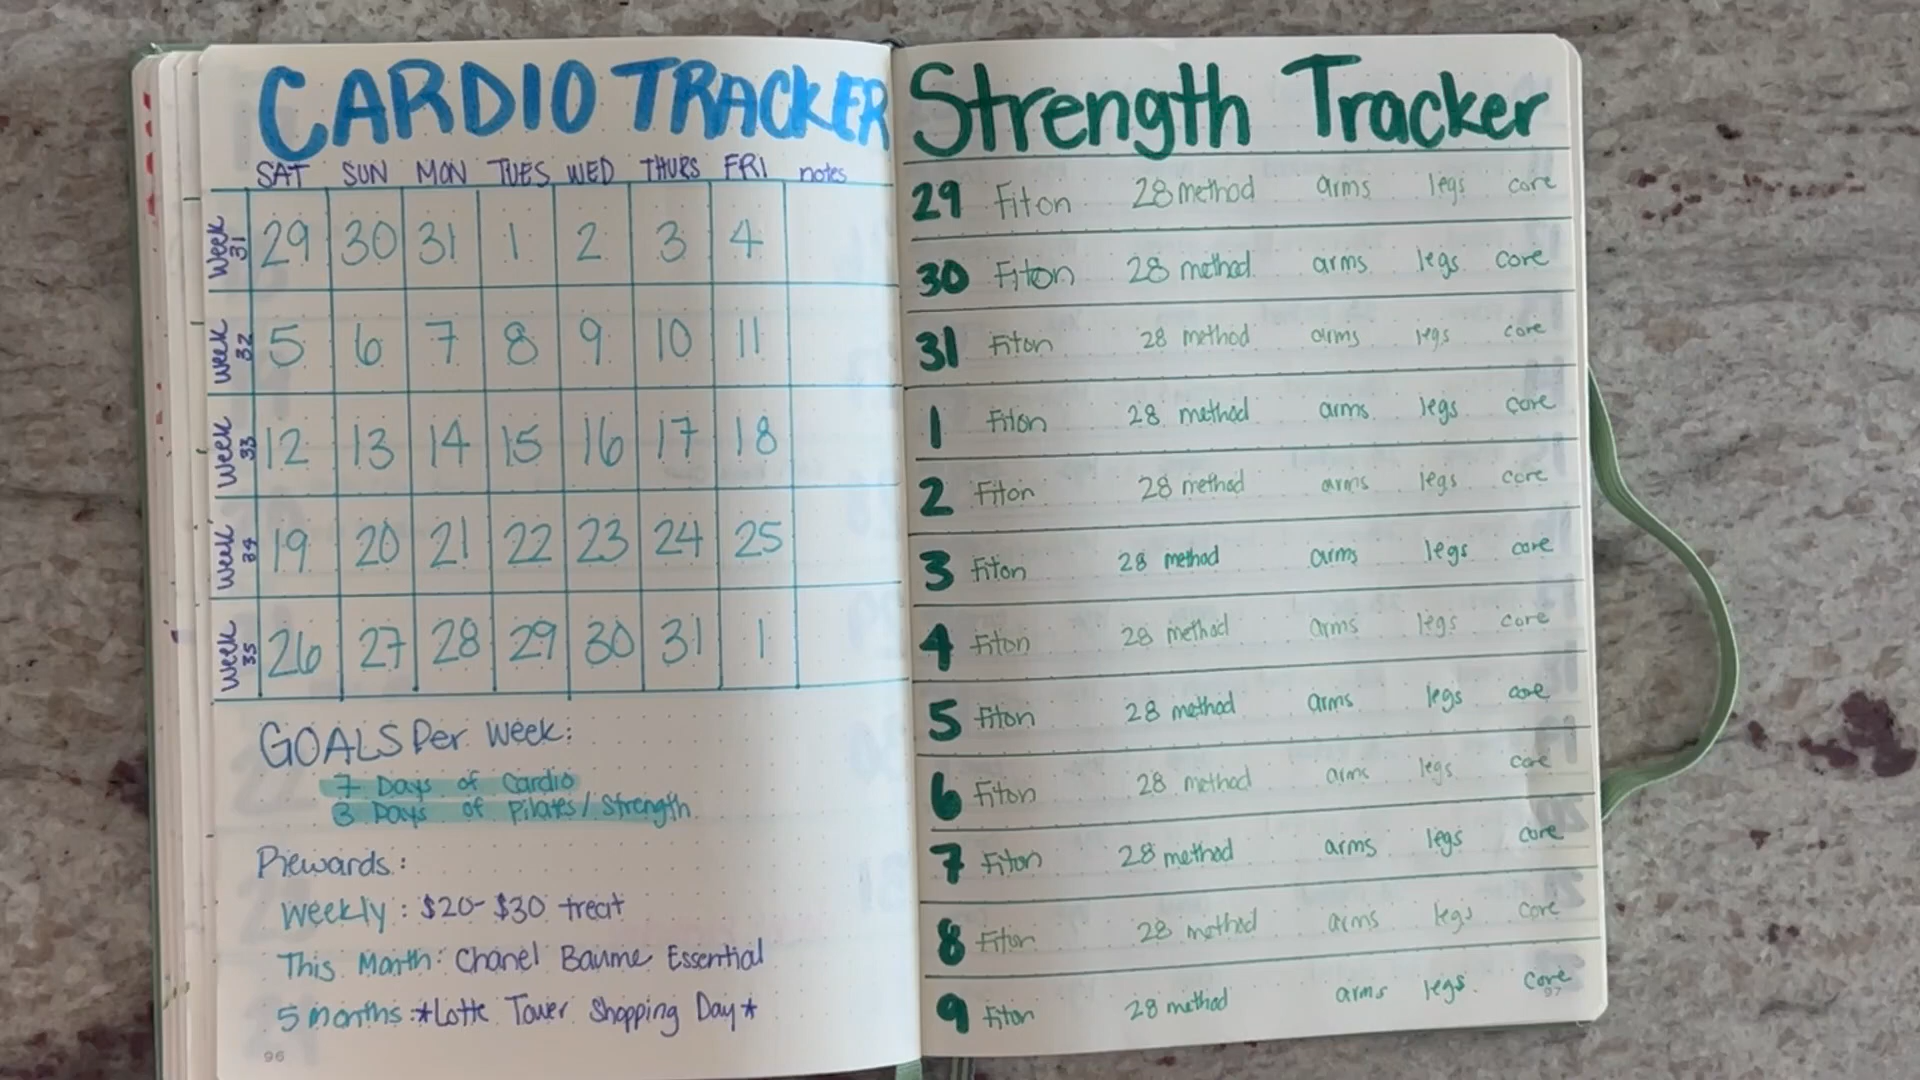 CARDIO TRACKER
SAT SUN MON TUES WED THURS FRI notes
Week 31 29 30 31 1 2 3 4
Week 32 5 6 7 8 9 10 11
Week 33 12 13 14 15 16 17 18
Week 34 19 20 21 22 23 24 25
Week 35 26 27 28 29 30 31 1
GOALS Per Week:
7 Days of Cardio
3 Days of Pilates/Strength
Rewards:
Weekly: $20-$30 treat
This Month: Chanel Baume Essential
5 months: *Lotte Tower Shopping Day*
96
Strength Tracker
29 Fiton 28 method arms legs core
30 Fiton 28 method arms legs core
31 Fiton 28 method arms legs core
1 Fiton 28 method arms legs core
2 Fiton 28 method arms legs core
3 Fiton 28 method arms legs core
4 Fiton 28 method arms legs core
5 Fiton 28 method arms legs core
6 Fiton 28 method arms legs core
7 Fiton 28 method arms legs core
8 Fiton 28 method arms legs core
9 Fiton 28 method arms legs core
97